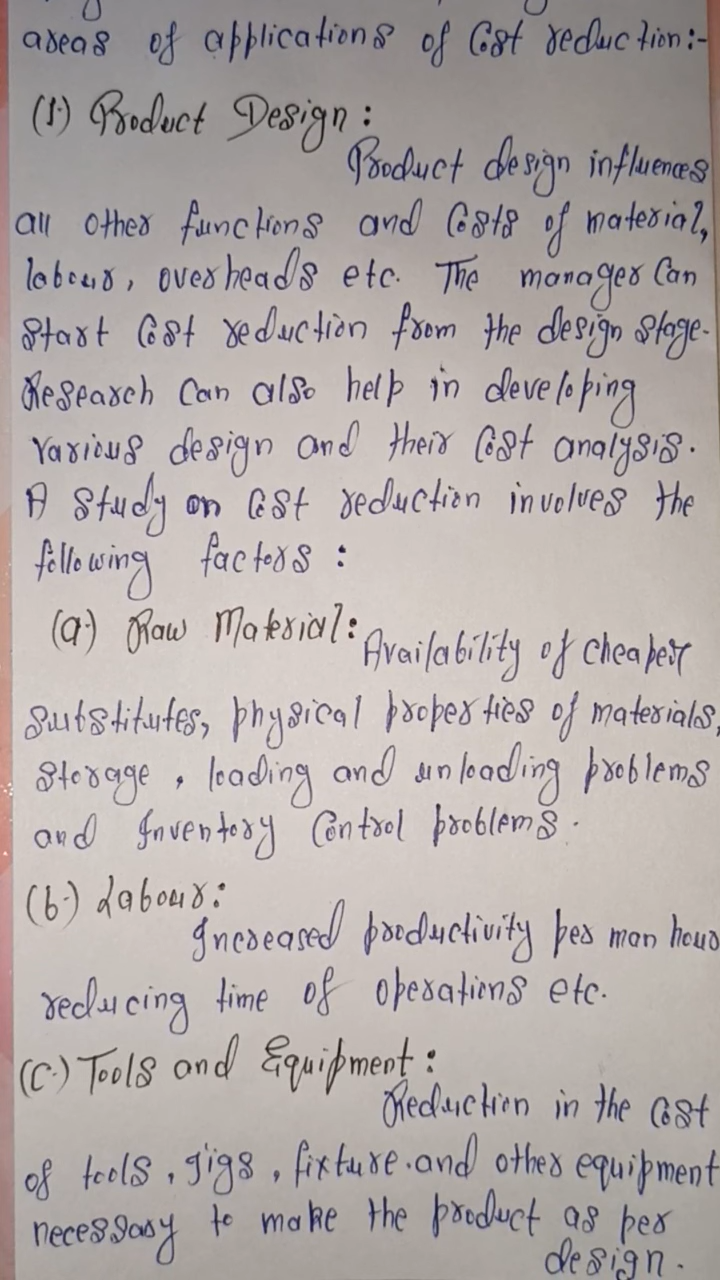 areas of applications of Cost reduction:-
(1.) Product Design:
Product design influences
all other functions and Costs of material,
labour, overheads etc. The manager Can
Start Cost reduction from the design stage.
Research Can also help in developing
various design and their Cost analysis.
A Study on Cost reduction involves the
following factors :
(a.) Raw Material:
Availability of cheaper
substitutes, physical properties of materials,
storage, loading and unloading problems
and Inventory Control problems.
(b.) Labour:
Increased productivity per man hour
reducing time of operations etc.
(C.) Tools and Equipment:
Reduction in the Cost
of tools, jigs, fixture.and other equipment
necessary to make the product as per
design.